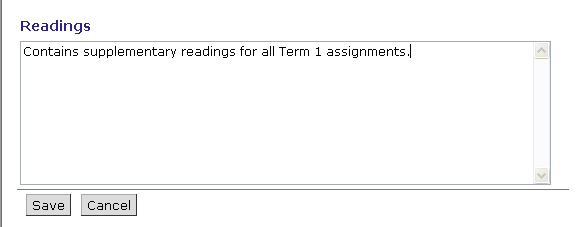 Readings
Contains supplementary readings for all Term 1 assignments.
Save Cancel